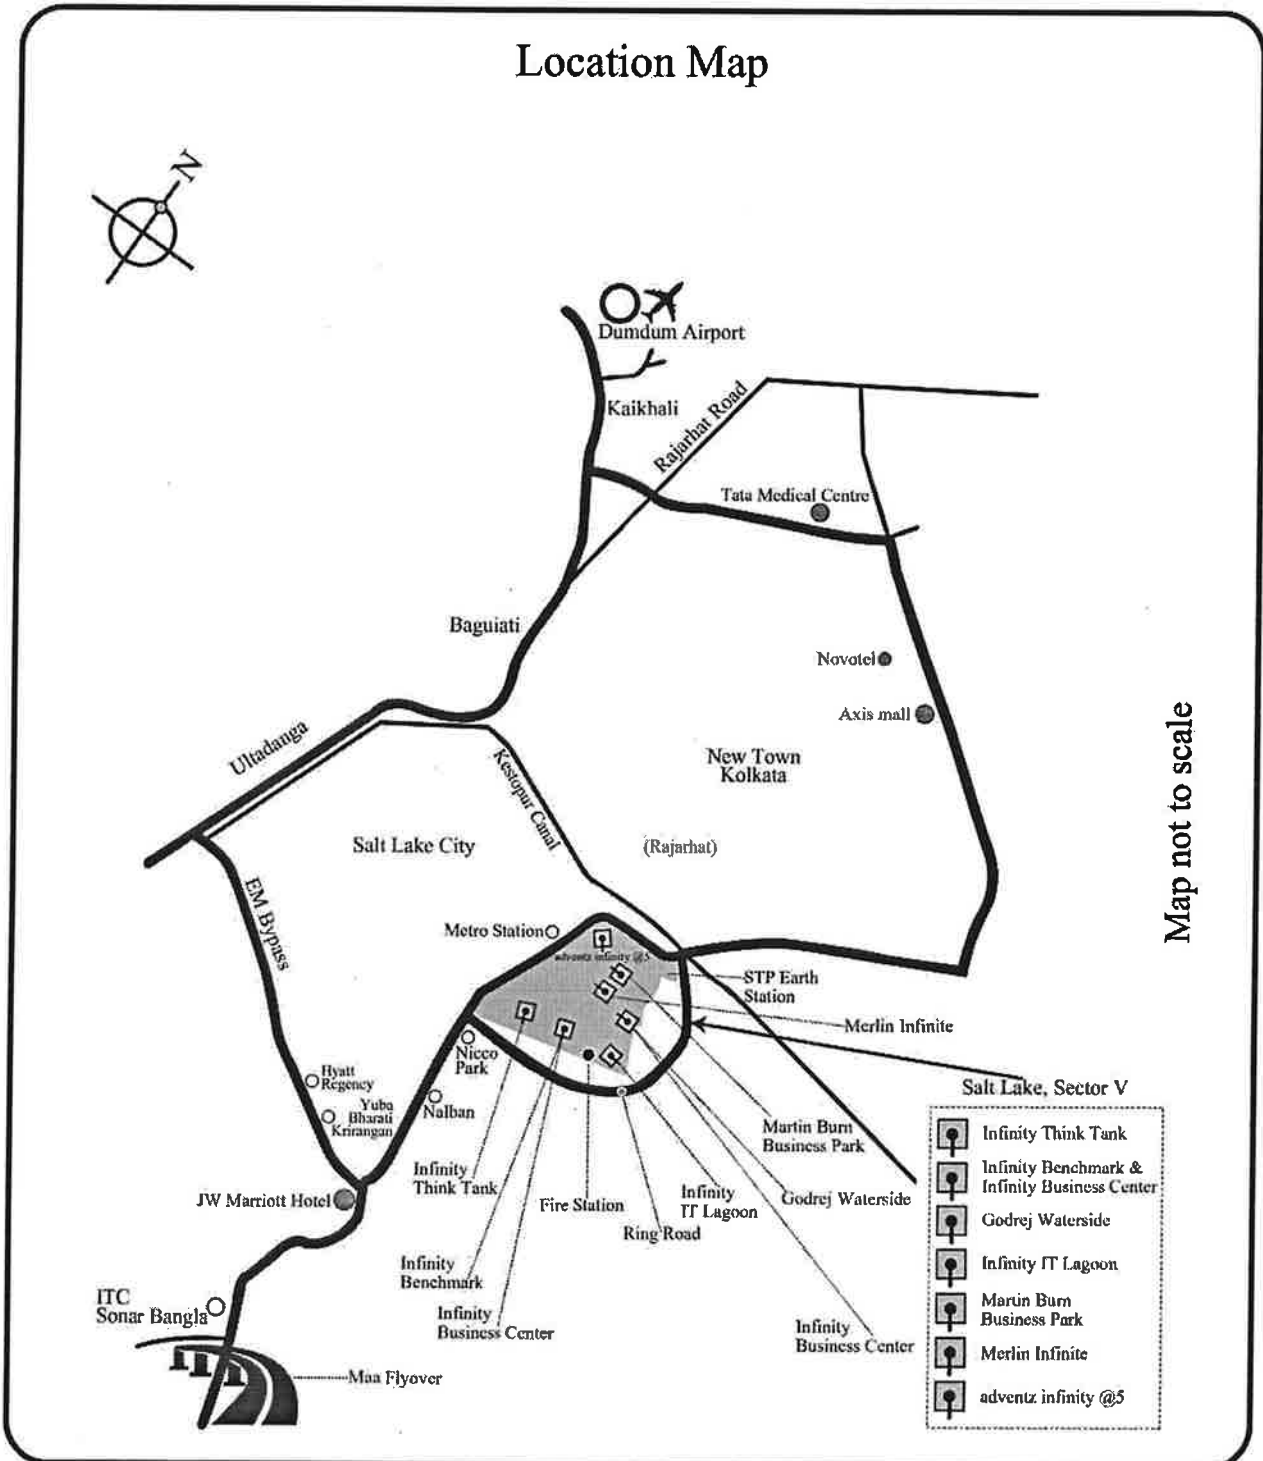 Location Map
N
Dumdum Airport
Kaikhali
Rajarhat Road
Tata Medical Centre
Baguiati
Novotel
Axis mall
Ultadanga
Kestopur Canal
New Town
Kolkata
Map not to scale
Salt Lake City
(Rajarhat)
EM Bypass
Metro Station
adventz infinity @5
STP Earth
Station
Merlin Infinite
Nicco
Park
Hyatt
Regency
Yuba
Bharati
Krirangan
Nalban
Salt Lake, Sector V
Martin Burn
Business Park
Infinity
Think Tank
JW Marriott Hotel
Fire Station
Infinity
IT Lagoon
Godrej Waterside
Ring Road
Infinity
Benchmark
ITC
Sonar Bangla
Infinity
Business Center
Infinity
Business Center
Maa Flyover
Infinity Think Tank
Infinity Benchmark &
Infinity Business Center
Godrej Waterside
Infinity IT Lagoon
Martin Burn
Business Park
Merlin Infinite
adventz infinity @5